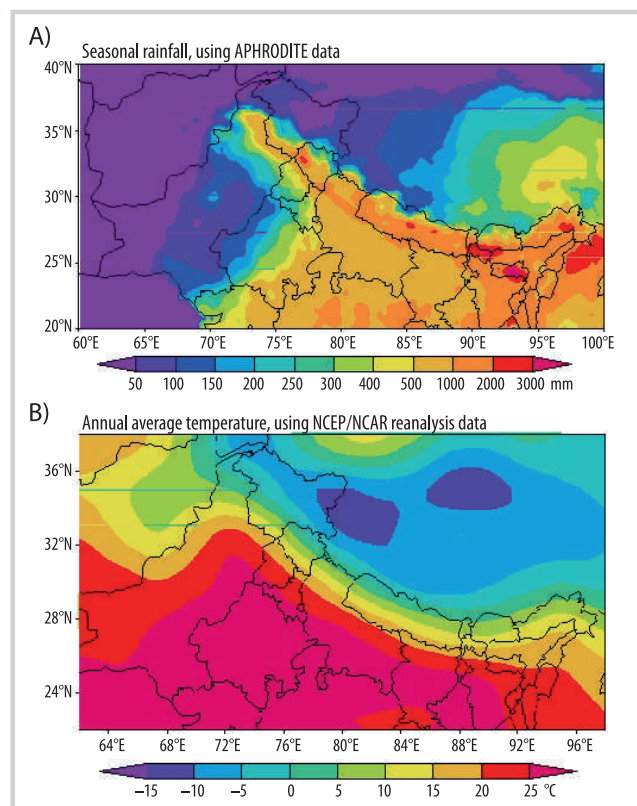 A)
Seasonal rainfall, using APHRODITE data
40°N
35°N
30°N
25°N
20°N
60°E 65°E 70°E 75°E 80°E 85°E 90°E 95°E 100°E
50 100 150 200 250 300 400 500 1000 2000 3000 mm
B)
Annual average temperature, using NCEP/NCAR reanalysis data
36°N
32°N
28°N
24°N
64°E 68°E 72°E 76°E 80°E 84°E 88°E 92°E 96°E
−15 −10 −5 0 5 10 15 20 25 °C